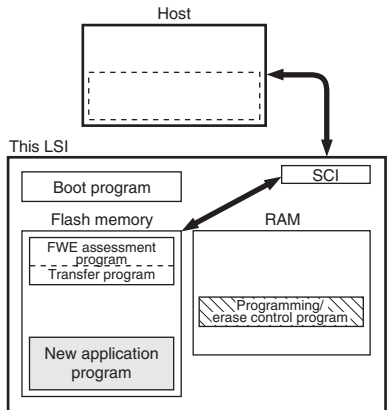 Host
This LSI
SCI
Boot program
Flash memory
RAM
FWE assessment
program
Transfer program
Programming/
erase control program
New application
program